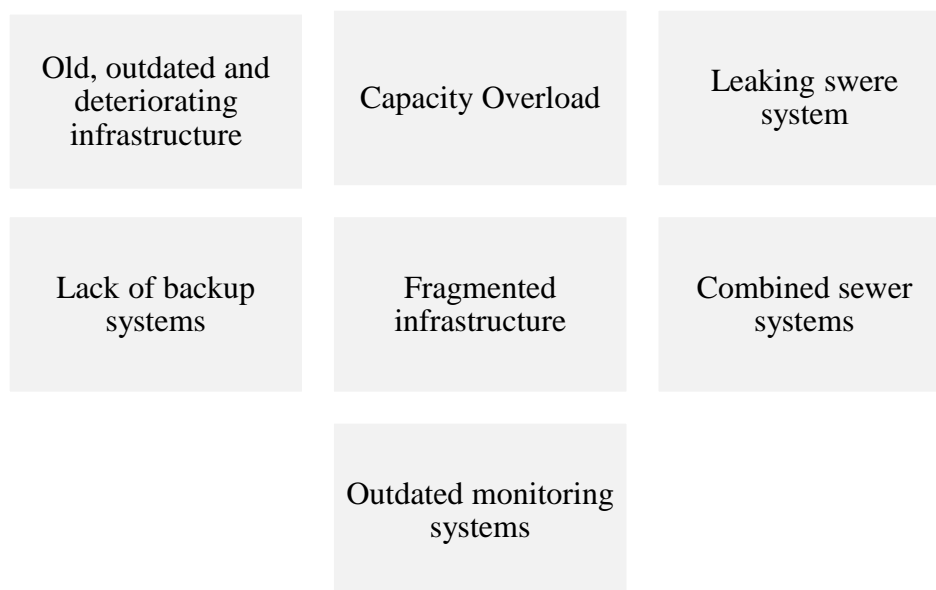 Old, outdated and
deteriorating
infrastructure
Capacity Overload
Leaking swere
system
Lack of backup
systems
Fragmented
infrastructure
Combined sewer
systems
Outdated monitoring
systems